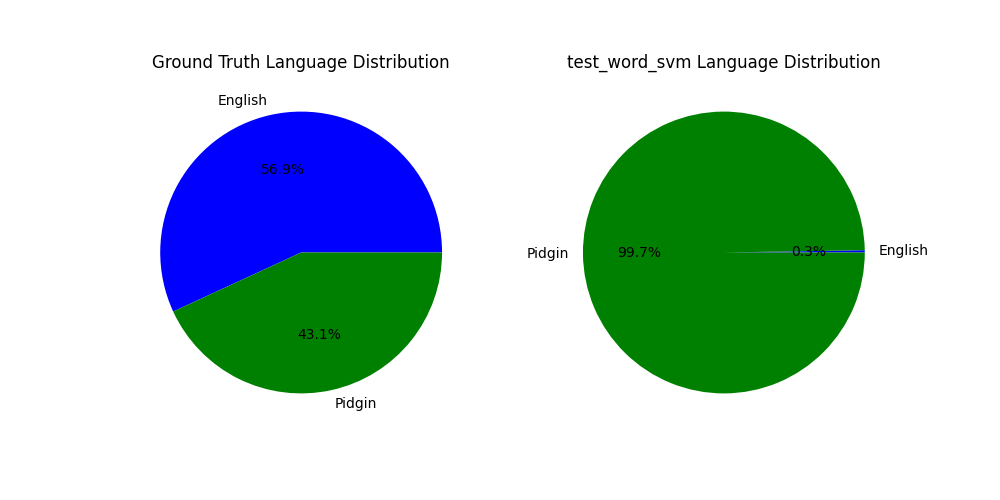 Ground Truth Language Distribution
English
56.9%
43.1%
Pidgin
test_word_svm Language Distribution
Pidgin
99.7%
0.3%
English